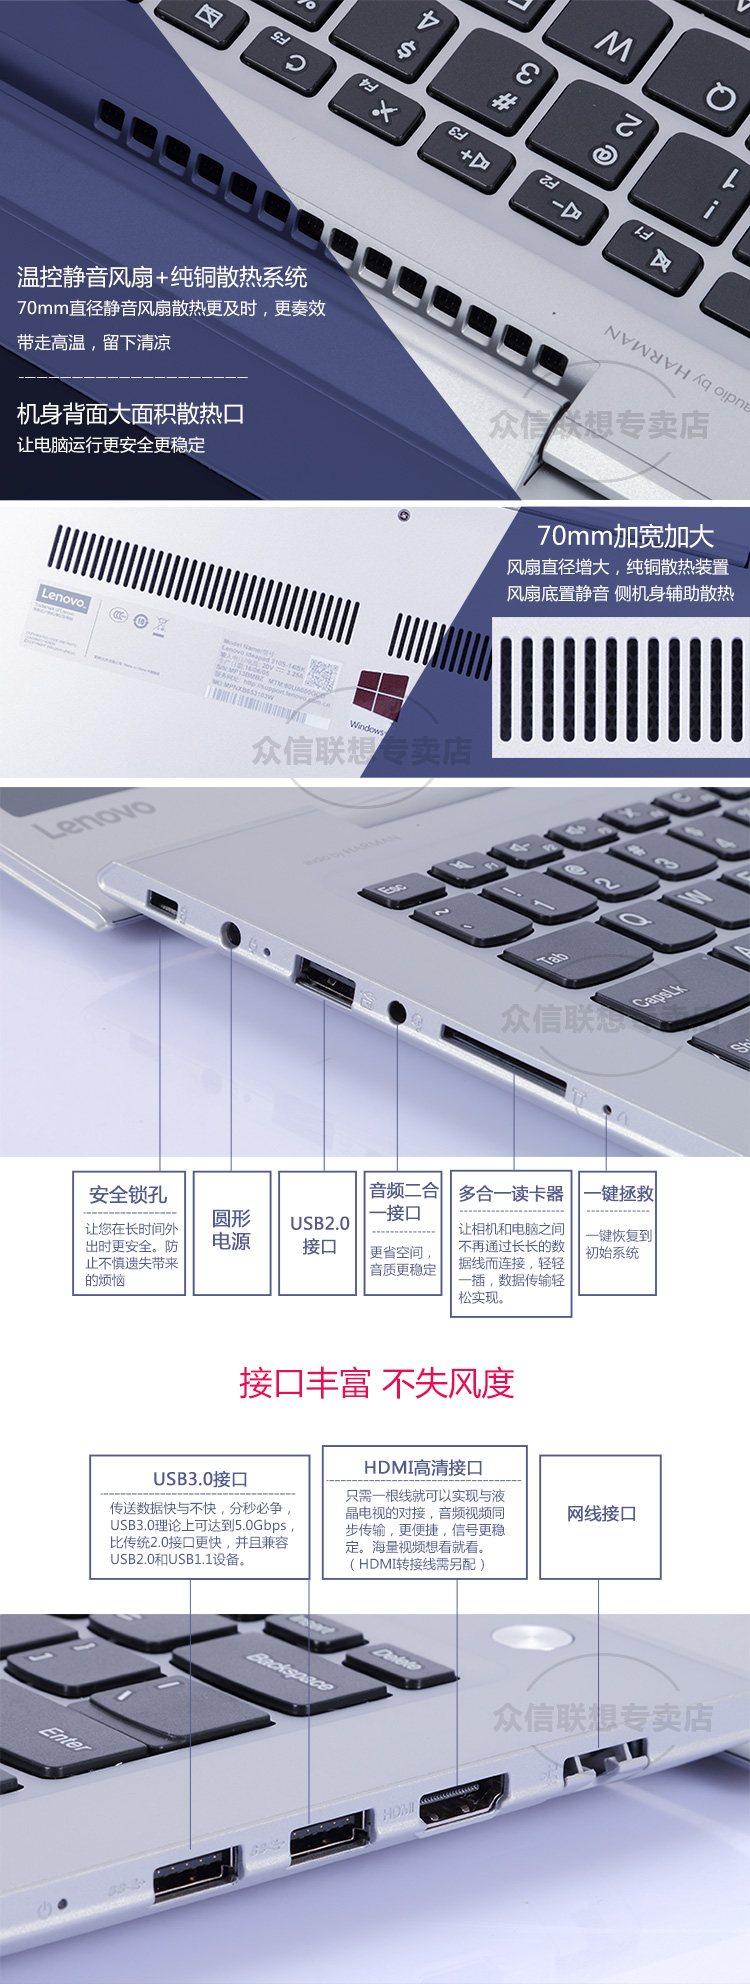 F5
F4
F3
F2
F1
$
4
#
3
@
2
!
1
W
Q
温控静音风扇+纯铜散热系统
70mm直径静音风扇散热更及时，更奏效
带走高温，留下清凉
机身背面大面积散热口
让电脑运行更安全更稳定
audio by HARMAN
众信联想专卖店
70mm加宽加大
风扇直径增大，纯铜散热装置
风扇底置静音 侧机身辅助散热
Lenovo.
Windows
众信联想专卖店
Lenovo
audio by HARMAN
Esc
Tab
CapsLk
Q
W
众信联想专卖店
安全锁孔
让您在长时间外
出时更安全。防
止不慎遗失带来
的烦恼
圆形
电源
USB2.0
接口
音频二合
一接口
更省空间，
音质更稳定
多合一读卡器
让相机和电脑之间
不再通过长长的数
据线而连接，轻轻
一插，数据传输轻
松实现。
一键拯救
一键恢复到
初始系统
接口丰富 不失风度
USB3.0接口
传送数据快与不快，分秒必争，
USB3.0理论上可达到5.0Gbps，
比传统2.0接口更快，并且兼容
USB2.0和USB1.1设备。
HDMI高清接口
只需一根线就可以实现与液
晶电视的对接，音频视频同
步传输，更便捷，信号更稳
定。海量视频想看就看。
（HDMI转接线需另配）
网线接口
Insert
Delete
Backspace
Enter
HDMI
众信联想专卖店